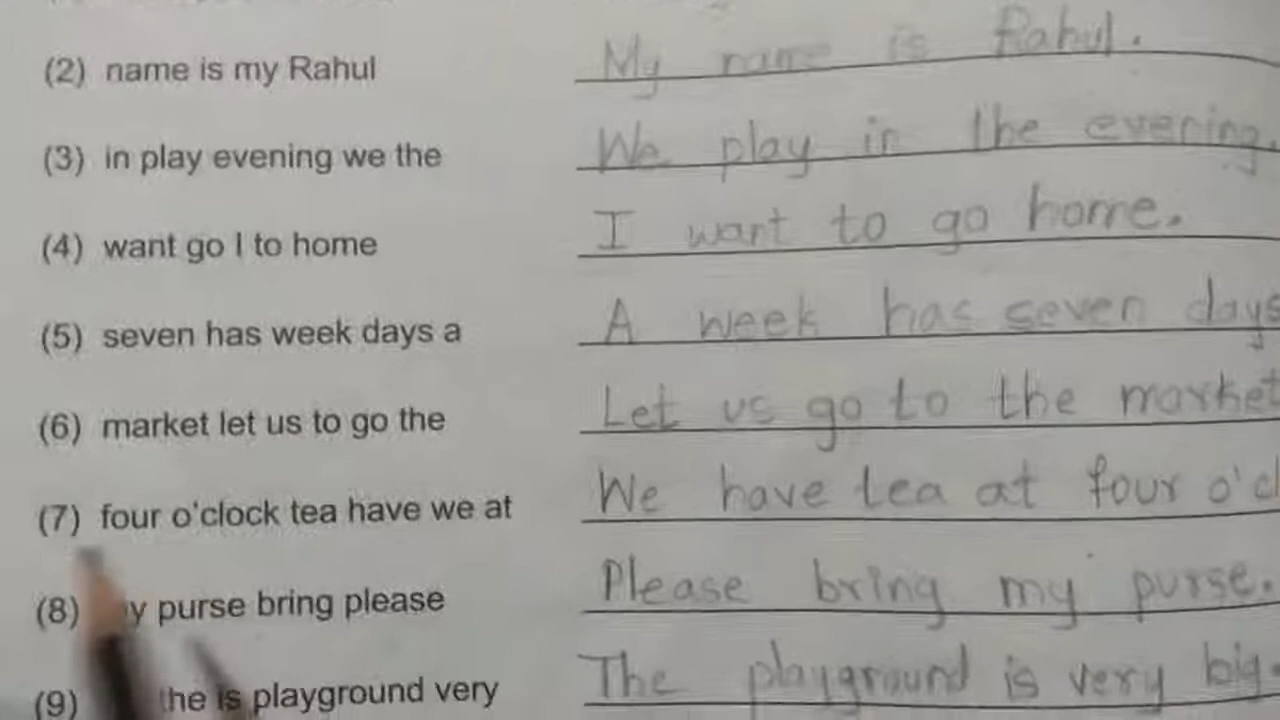 (2) name is my Rahul My name is Rahul.
(3) in play evening we the We play in the evening.
(4) want go I to home I want to go home.
(5) seven has week days a A week has seven days
(6) market let us to go the Let us go to the market
(7) four o'clock tea have we at We have tea at four o'cl
(8) purse bring please Please bring my purse.
(9) the is playground very The playground is very big.